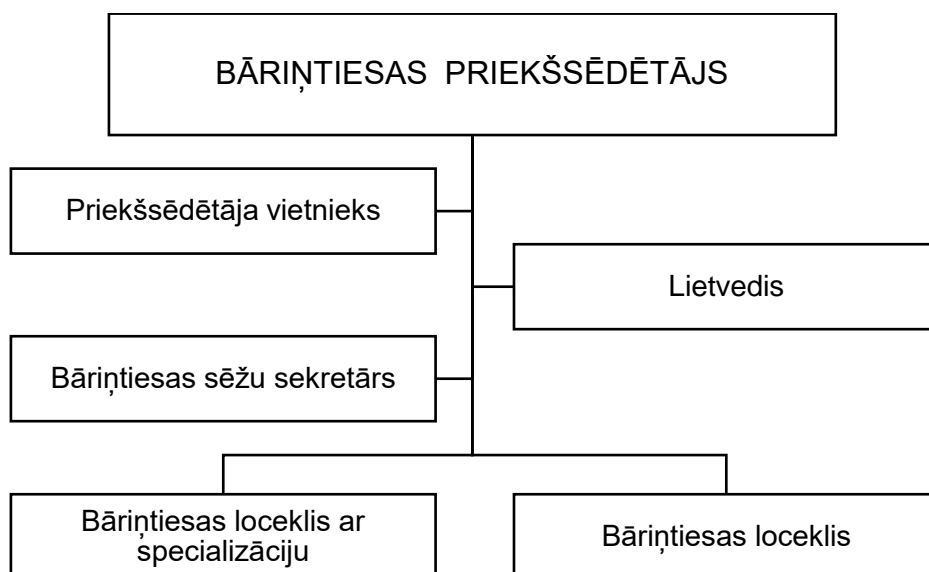 BĀRIŅTIESAS PRIEKŠSĒDĒTĀJS
Priekšsēdētāja vietnieks
Lietvedis
Bāriņtiesas sēžu sekretārs
Bāriņtiesas loceklis ar
specializāciju
Bāriņtiesas loceklis